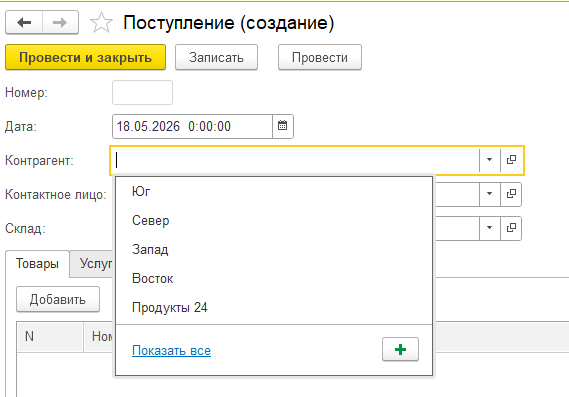 Поступление (создание)
Провести и закрыть Записать Провести
Номер:
Дата: 18.05.2026 0:00:00
Контрагент:
Юг
Контактное лицо:
Север
Склад:
Запад
Товары Услуг
Восток
Добавить
Продукты 24
N Ном
Показать все